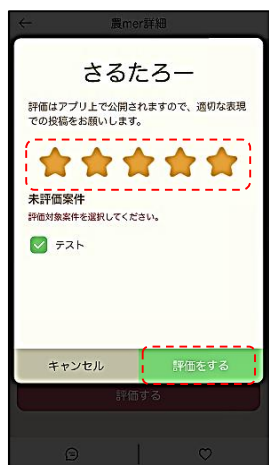 農mer詳細
さるたろー
評価はアプリ上で公開されますので、適切な表現
での投稿をお願いします。
未評価案件
評価対象案件を選択してください。
テスト
キャンセル
評価をする
評価する